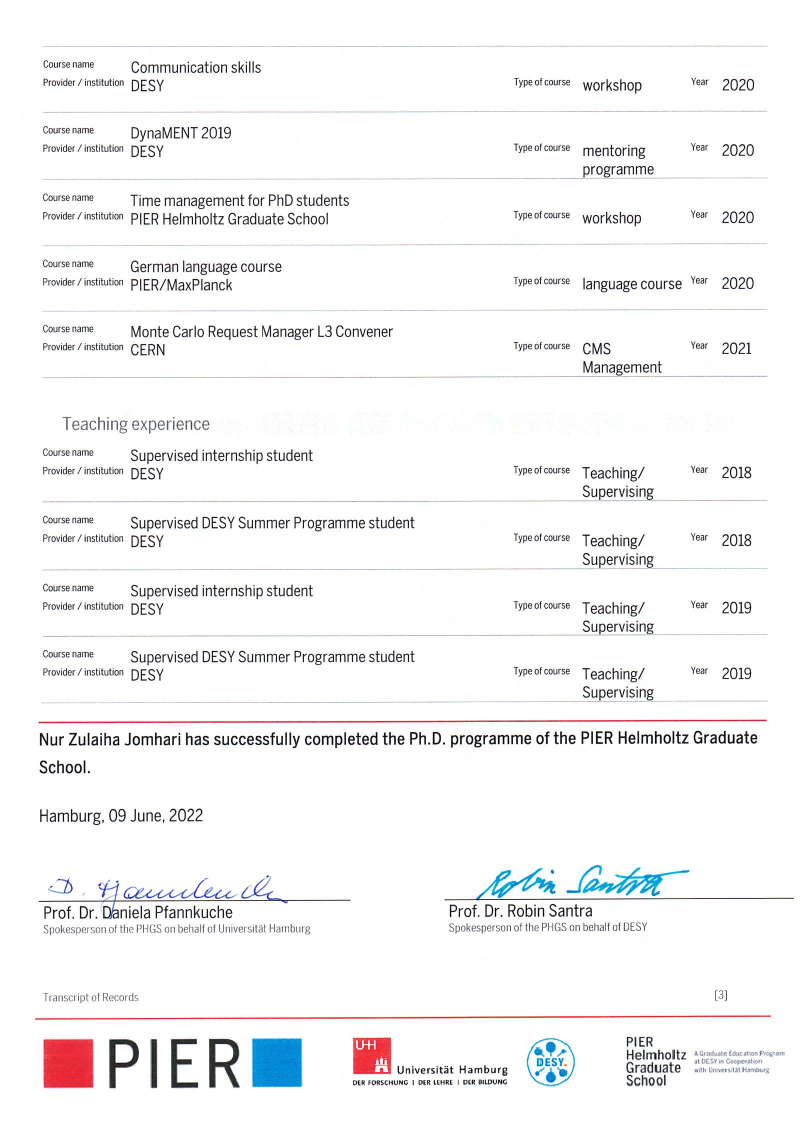 Course name Communication skills
Provider / institution DESY Type of course workshop Year 2020
Course name DynaMENT 2019
Provider / institution DESY Type of course mentoring Year 2020
programme
Course name Time management for PhD students
Provider / institution PIER Helmholtz Graduate School Type of course workshop Year 2020
Course name German language course
Provider / institution PIER/MaxPlanck Type of course language course Year 2020
Course name Monte Carlo Request Manager L3 Convener
Provider / institution CERN Type of course CMS Year 2021
Management
Teaching experience
Course name Supervised internship student
Provider / institution DESY Type of course Teaching/ Year 2018
Supervising
Course name Supervised DESY Summer Programme student
Provider / institution DESY Type of course Teaching/ Year 2018
Supervising
Course name Supervised internship student
Provider / institution DESY Type of course Teaching/ Year 2019
Supervising
Course name Supervised DESY Summer Programme student
Provider / institution DESY Type of course Teaching/ Year 2019
Supervising
Nur Zulaiha Jomhari has successfully completed the Ph.D. programme of the PIER Helmholtz Graduate
School.
Hamburg, 09 June, 2022
Robin Santra
Prof. Dr. Daniela Pfannkuche
Spokesperson of the PHGS on behalf of Universität Hamburg
Prof. Dr. Robin Santra
Spokesperson of the PHGS on behalf of DESY
Transcript of Records [3]
PIER
UH
Universität Hamburg
DER FORSCHUNG | DER LEHRE | DER BILDUNG
DESY
PIER
Helmholtz
Graduate
School
A Graduate Education Program
at DESY in Cooperation
with Universität Hamburg